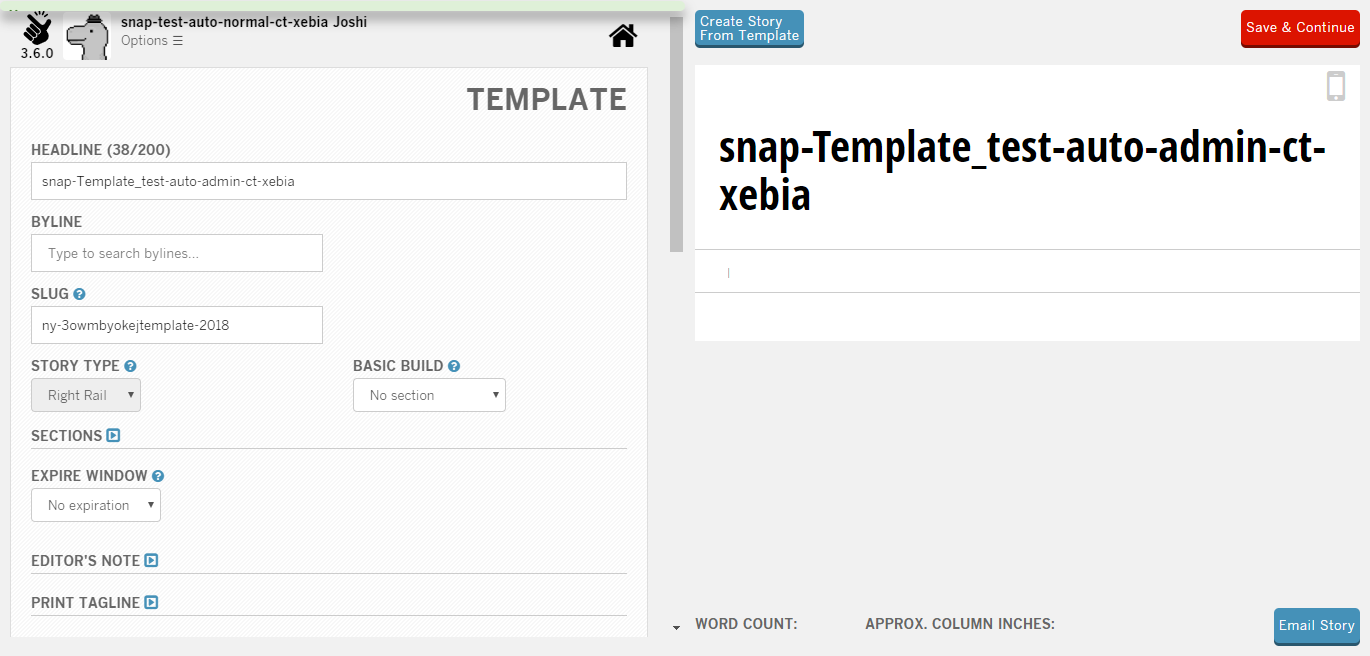 snap-test-auto-normal-ct-xebia Joshi
Options ☰
3.6.0
TEMPLATE
HEADLINE (38/200)
snap-Template_test-auto-admin-ct-xebia
BYLINE
Type to search bylines...
SLUG
ny-3owmbyokejtemplate-2018
STORY TYPE
BASIC BUILD
Right Rail
No section
SECTIONS
EXPIRE WINDOW
No expiration
EDITOR'S NOTE
PRINT TAGLINE
Create Story
From Template
Save & Continue
snap-Template_test-auto-admin-ct-
xebia
|
WORD COUNT:
APPROX. COLUMN INCHES:
Email Story